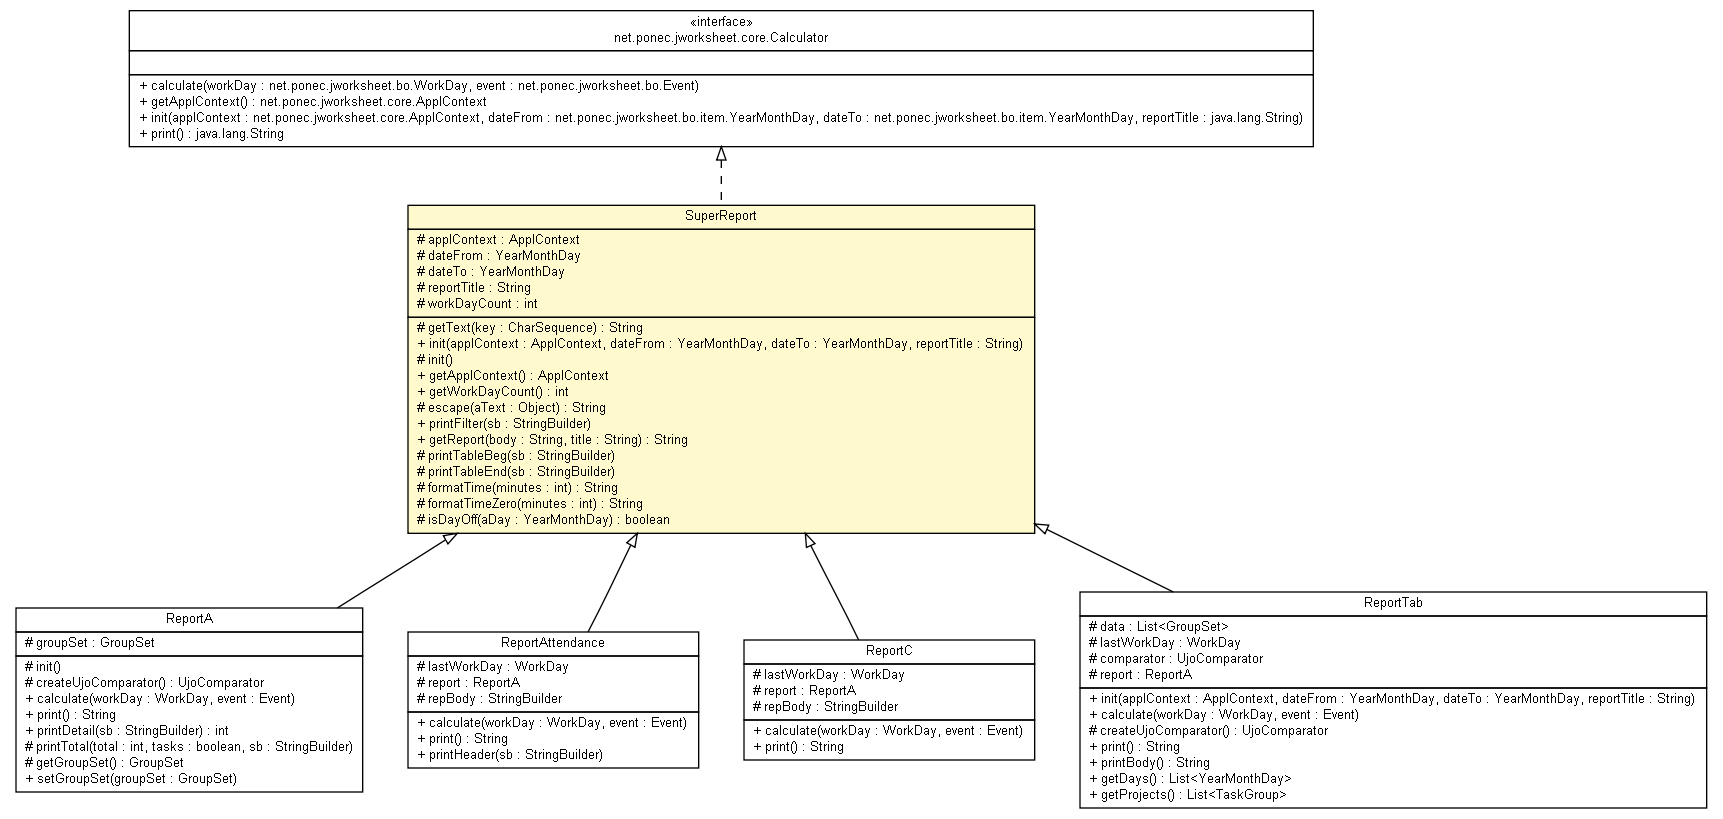 «interface»
net.ponec.jworksheet.core.Calculator
+ calculate(workDay : net.ponec.jworksheet.bo.WorkDay, event : net.ponec.jworksheet.bo.Event)
+ getApplContext() : net.ponec.jworksheet.core.ApplContext
+ init(applContext : net.ponec.jworksheet.core.ApplContext, dateFrom : net.ponec.jworksheet.bo.item.YearMonthDay, dateTo : net.ponec.jworksheet.bo.item.YearMonthDay, reportTitle : java.lang.String)
+ print() : java.lang.String
SuperReport
# applContext : ApplContext
# dateFrom : YearMonthDay
# dateTo : YearMonthDay
# reportTitle : String
# workDayCount : int
# getText(key : CharSequence) : String
+ init(applContext : ApplContext, dateFrom : YearMonthDay, dateTo : YearMonthDay, reportTitle : String)
# init()
+ getApplContext() : ApplContext
+ getWorkDayCount() : int
# escape(aText : Object) : String
+ printFilter(sb : StringBuilder)
+ getReport(body : String, title : String) : String
# printTableBeg(sb : StringBuilder)
# printTableEnd(sb : StringBuilder)
# formatTime(minutes : int) : String
# formatTimeZero(minutes : int) : String
# isDayOff(aDay : YearMonthDay) : boolean
ReportA
# groupSet : GroupSet
# init()
# createUjoComparator() : UjoComparator
+ calculate(workDay : WorkDay, event : Event)
+ print() : String
+ printDetail(sb : StringBuilder) : int
# printTotal(total : int, tasks : boolean, sb : StringBuilder)
# getGroupSet() : GroupSet
+ setGroupSet(groupSet : GroupSet)
ReportAttendance
# lastWorkDay : WorkDay
# report : ReportA
# repBody : StringBuilder
+ calculate(workDay : WorkDay, event : Event)
+ print() : String
+ printHeader(sb : StringBuilder)
ReportC
# lastWorkDay : WorkDay
# report : ReportA
# repBody : StringBuilder
+ calculate(workDay : WorkDay, event : Event)
+ print() : String
ReportTab
# data : List<GroupSet>
# lastWorkDay : WorkDay
# comparator : UjoComparator
# report : ReportA
+ init(applContext : ApplContext, dateFrom : YearMonthDay, dateTo : YearMonthDay, reportTitle : String)
+ calculate(workDay : WorkDay, event : Event)
# createUjoComparator() : UjoComparator
+ print() : String
+ printBody() : String
+ getDays() : List<YearMonthDay>
+ getProjects() : List<TaskGroup>